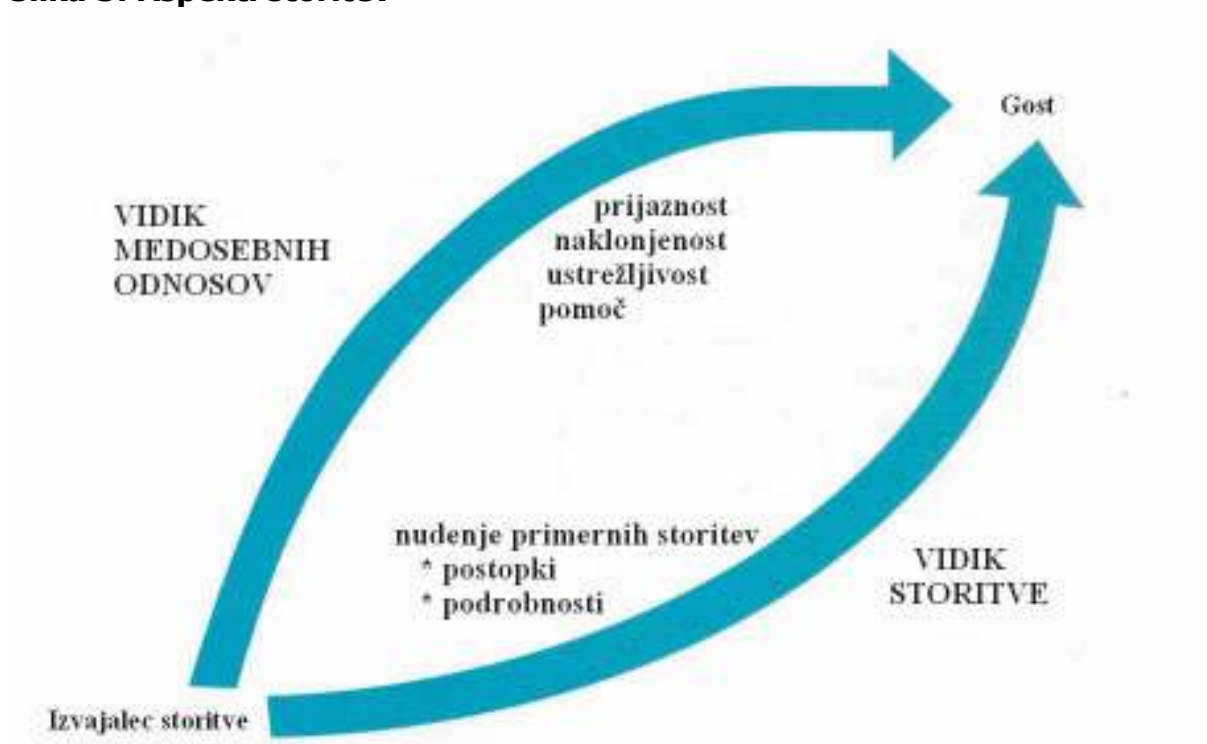 Gost
VIDIK
MEDOSEBNIH
ODNOSOV
prijaznost
naklonjenost
ustrežljivost
pomoč
nudenje primernih storitev
* postopki
* podrobnosti
VIDIK
STORITVE
Izvajalec storitve